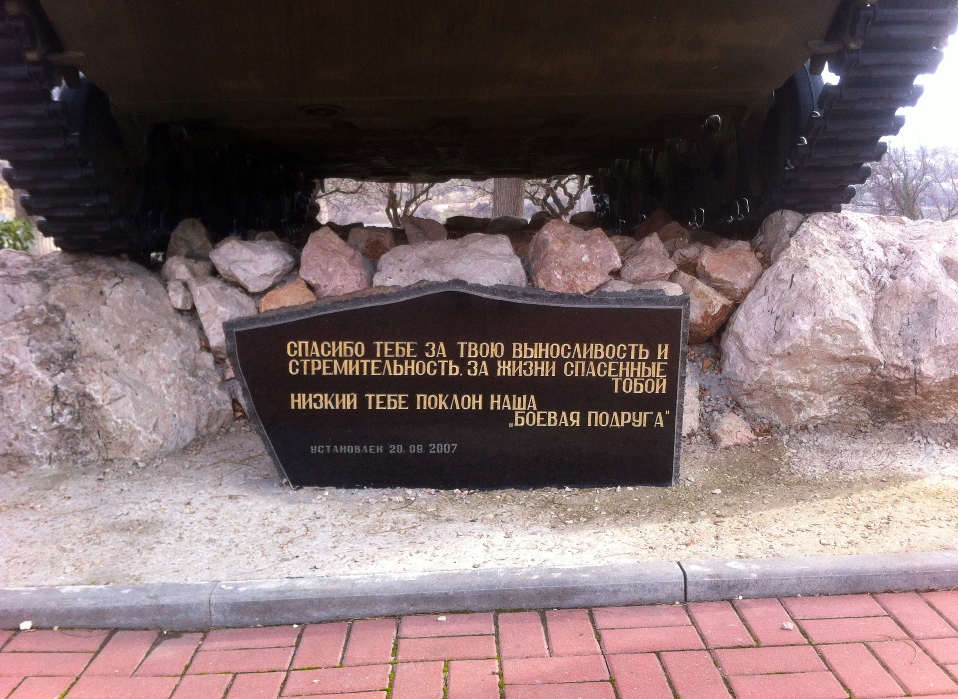 СПАСИБО ТЕБЕ ЗА ТВОЮ ВЫНОСЛИВОСТЬ И
СТРЕМИТЕЛЬНОСТЬ, ЗА ЖИЗНИ СПАСЕННЫЕ
ТОБОЙ
НИЗКИЙ ТЕБЕ ПОКЛОН НАША
„БОЕВАЯ ПОДРУГА"
УСТАНОВЛЕН 20. 09. 2007